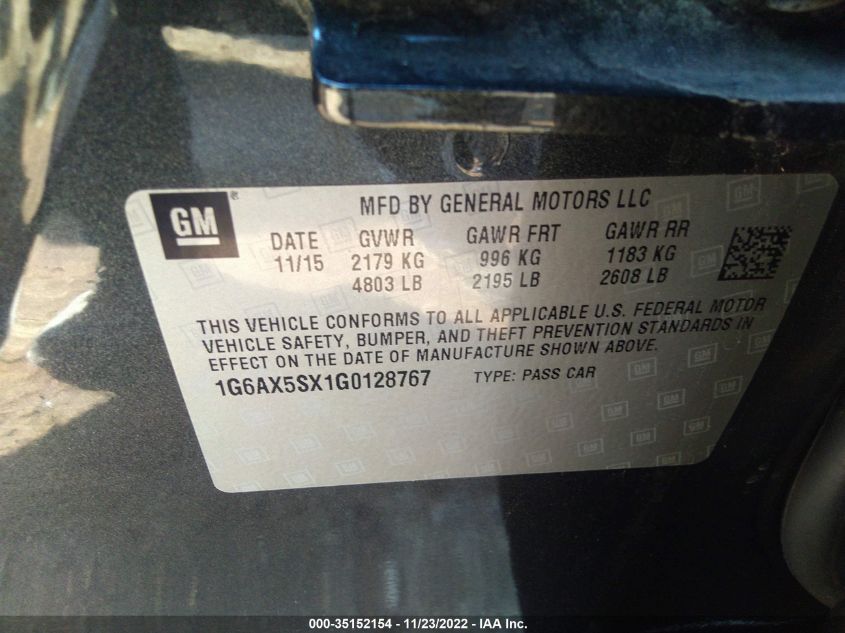 GM
®
MFD BY GENERAL MOTORS LLC
DATE GVWR GAWR FRT GAWR RR
11/15 2179 KG 996 KG 1183 KG
4803 LB 2195 LB 2608 LB
THIS VEHICLE CONFORMS TO ALL APPLICABLE U.S. FEDERAL MOTOR
VEHICLE SAFETY, BUMPER, AND THEFT PREVENTION STANDARDS IN
EFFECT ON THE DATE OF MANUFACTURE SHOWN ABOVE.
1G6AX5SX1G0128767 TYPE: PASS CAR
000-35152154 - 11/23/2022 - IAA Inc.